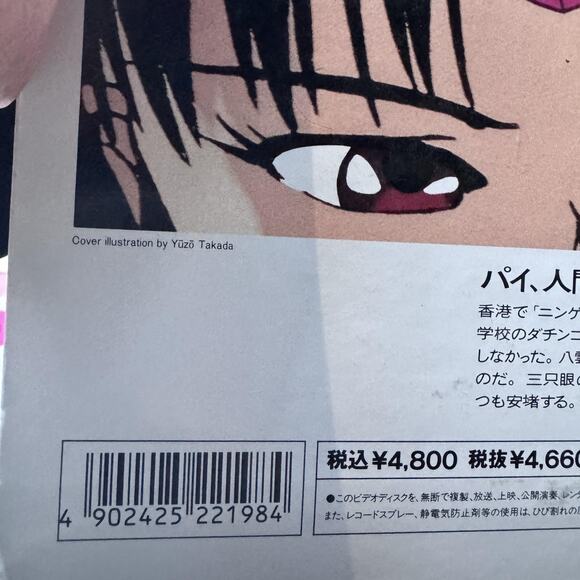 Cover illustration by Yūzō Takada
パイ、人間
香港で「ニンゲ
学校のダチンコ
しなかった。八雲
のだ。三只眼の
つも安堵する。
税込¥4,800 税抜¥4,660
●このビデオディスクを、無断で複製、放送、上映、公開演奏、レン
また、レコードスプレー、静電気防止剤等の使用は、ひび割れの原
4 902425 221984